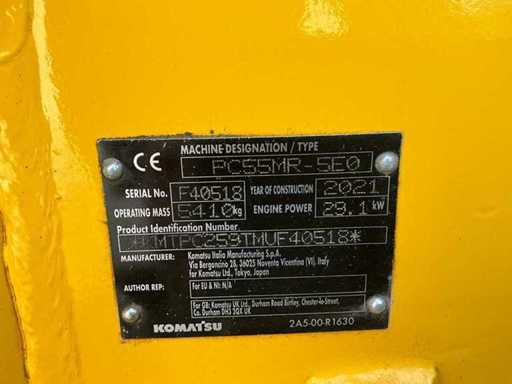 CE
MACHINE DESIGNATION / TYPE
PC55MR-5E0
SERIAL No. F40518 YEAR OF CONSTRUCTION 2021
OPERATING MASS 5410 kg ENGINE POWER 29.1 kW
Product Identification Number
MANUFACTURER: Komatsu Italia Manufacturing S.p.A.
Via Bergoncino 28, 36025 Noventa Vicentina (VI), Italy
for Komatsu Ltd., Tokyo, Japan
AUTHOR REP: For EU & NI: N/A
For GB: Komatsu UK Ltd., Durham Road Birtley, Chester-le-Street,
Co. Durham DH3 2QX UK
KOMATSU 2A5-00-R1630